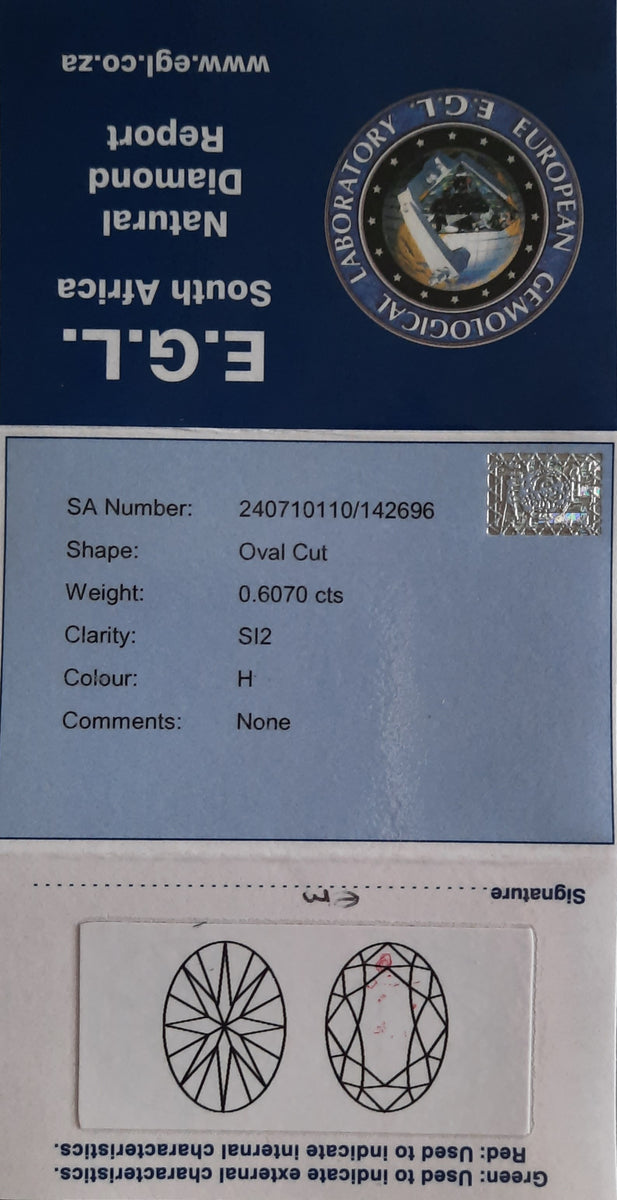 E.G.L.
South Africa
Natural
Diamond
Report
www.egl.co.za
EUROPEAN GEMOLOGICAL LABORATORY
E.G.L.
SA Number: 240710110/142696
Shape: Oval Cut
Weight: 0.6070 cts
Clarity: SI2
Colour: H
Comments: None
Green: Used to indicate external characteristics.
Red: Used to indicate internal characteristics.
Signature